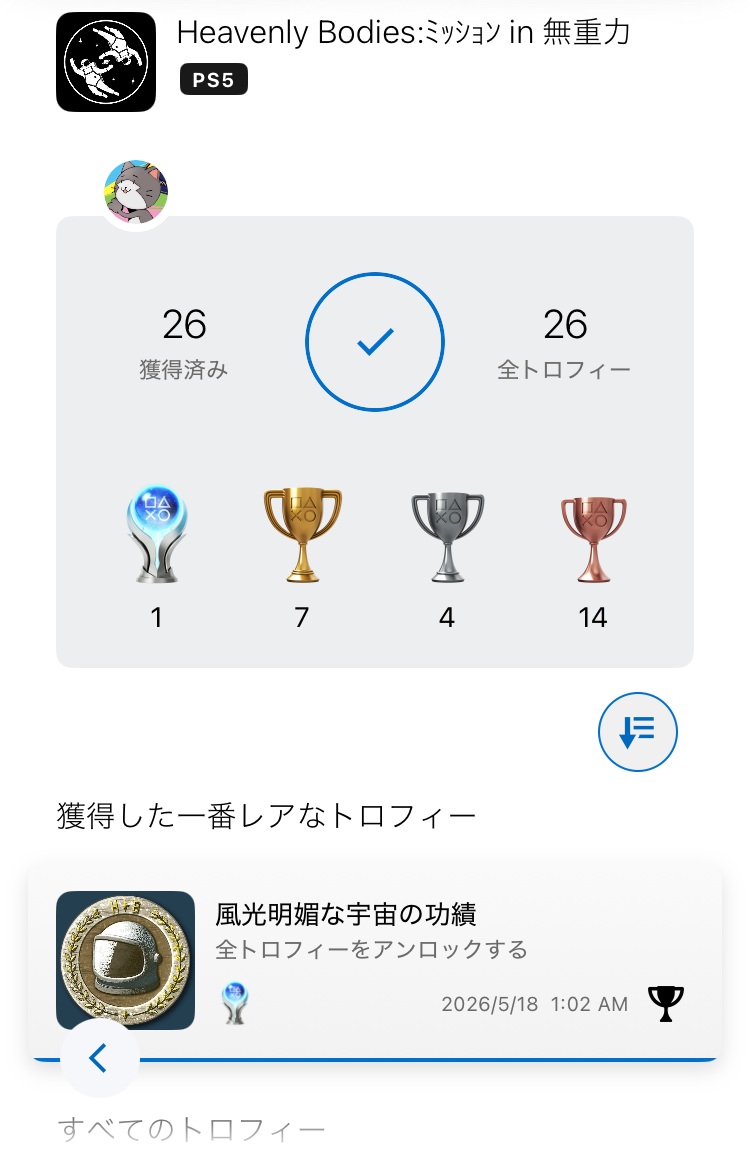 Heavenly Bodies:ﾐｯｼｮﾝ in 無重力
PS5
26
獲得済み
26
全トロフィー
1
7
4
14
獲得した一番レアなトロフィー
風光明媚な宇宙の功績
全トロフィーをアンロックする
2026/5/18 1:02 AM
すべてのトロフィー